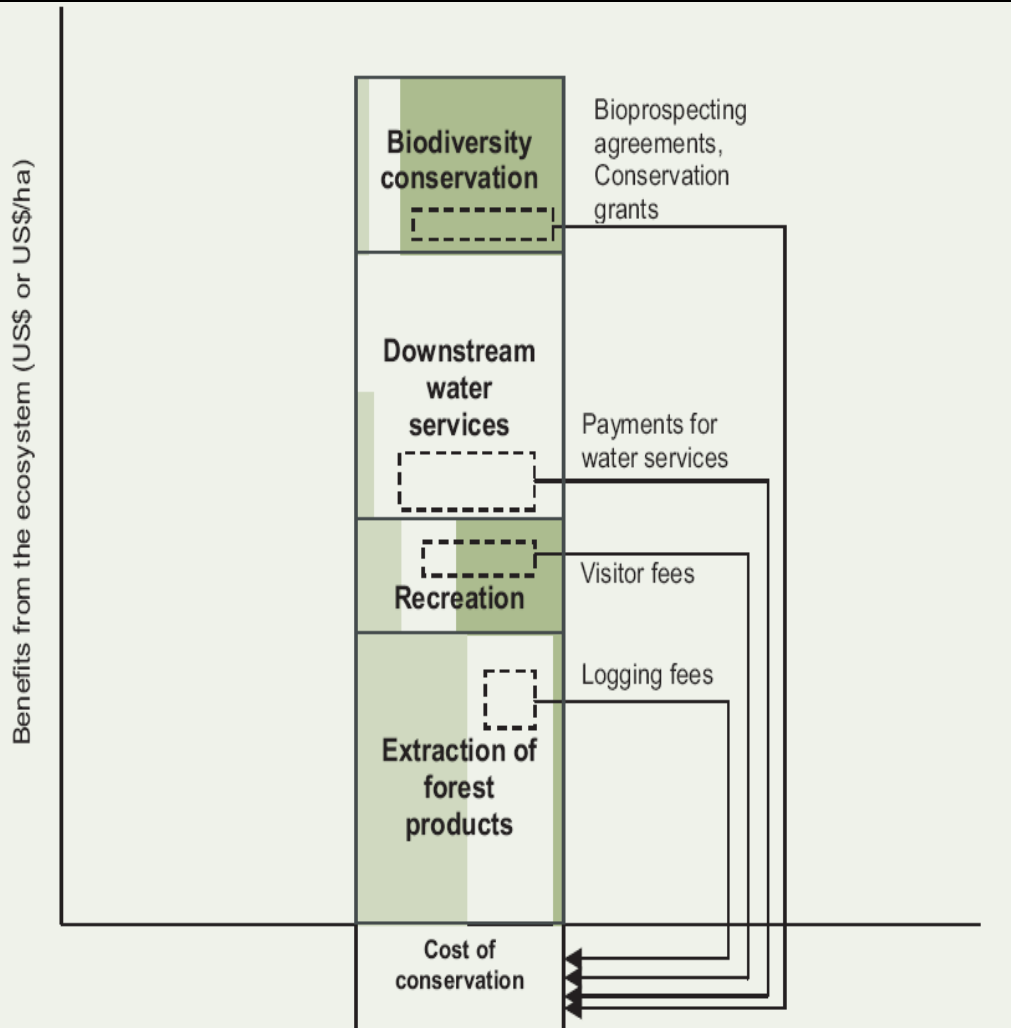 Benefits from the ecosystem (US$ or US$/ha)
Biodiversity
conservation
Bioprospecting
agreements,
Conservation
grants
Downstream
water
services
Payments for
water services
Recreation
Visitor fees
Logging fees
Extraction of
forest
products
Cost of
conservation